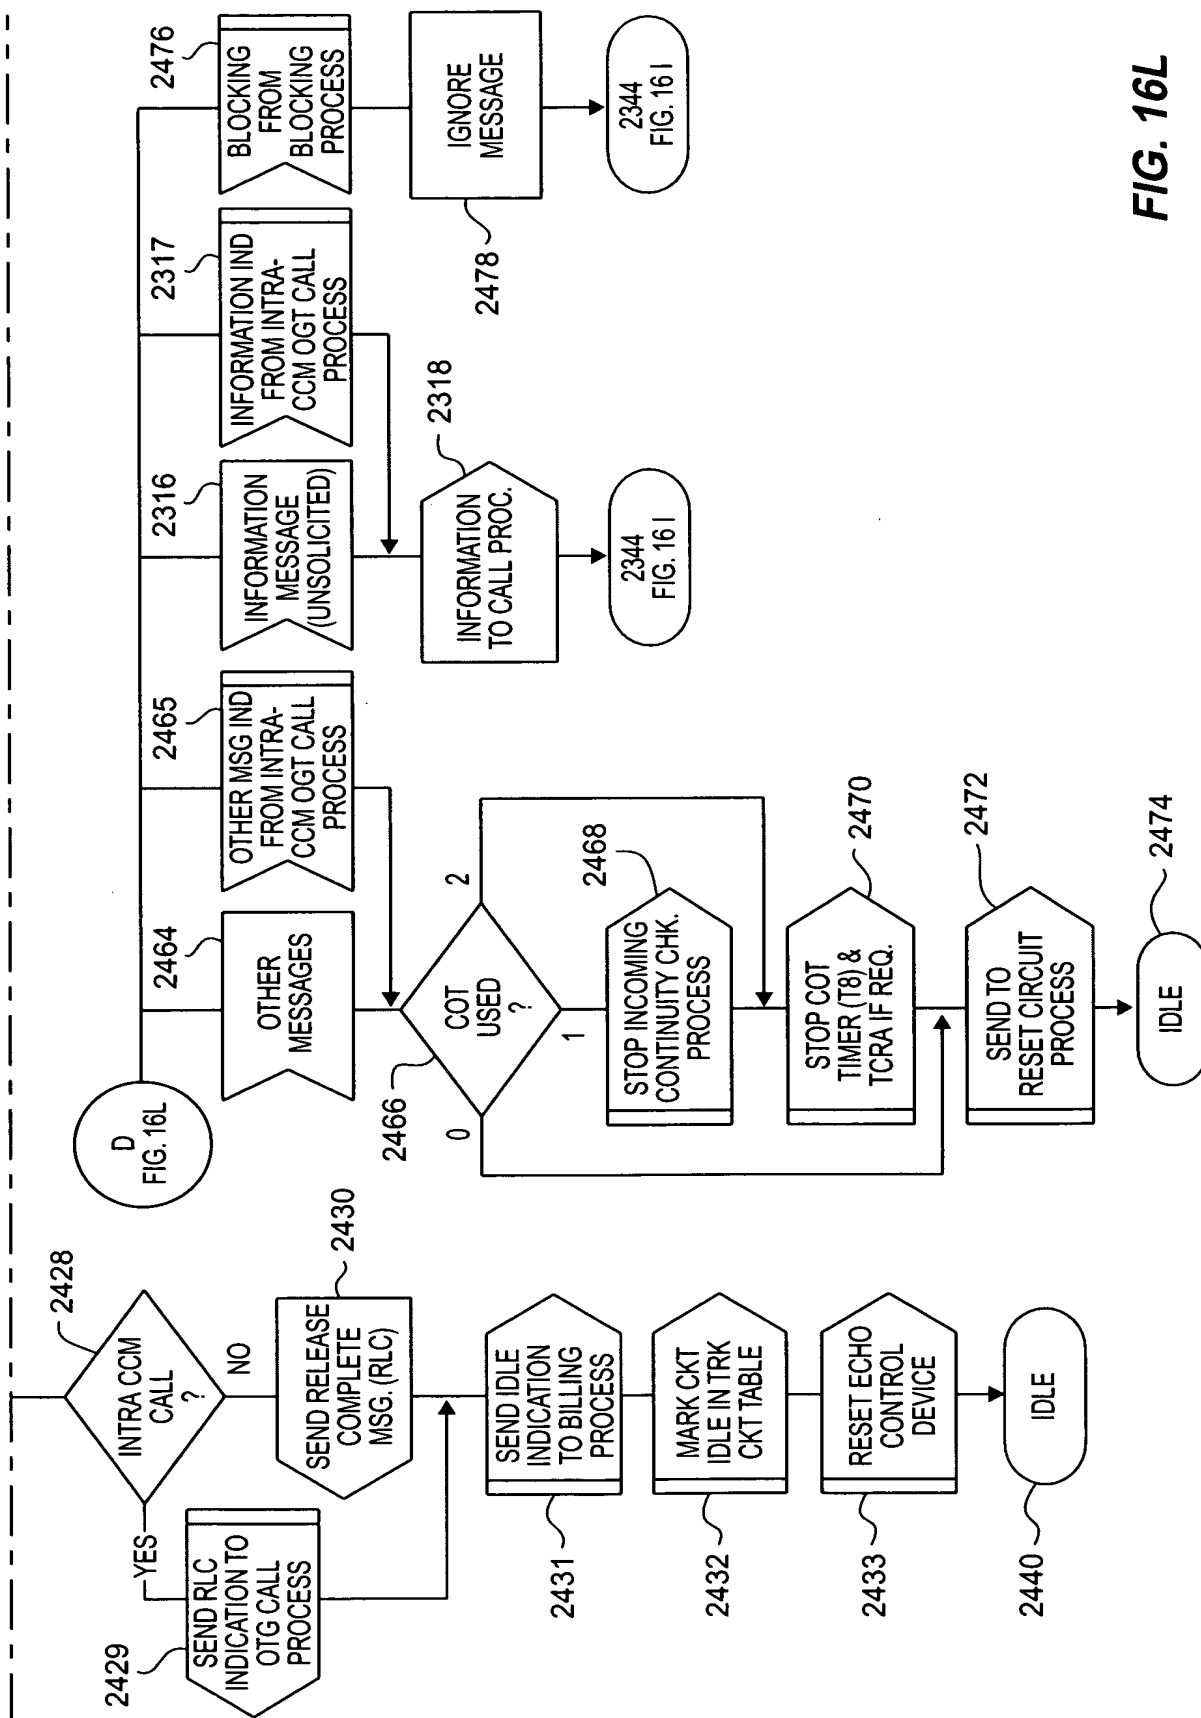 2428
INTRA CCM
CALL
?
YES
NO
2429
SEND RLC
INDICATION TO
OTG CALL
PROCESS
2430
SEND RELEASE
COMPLETE
MSG. (RLC)
2431
SEND IDLE
INDICATION
TO BILLING
PROCESS
2432
MARK CKT
IDLE IN TRK
CKT TABLE
2433
RESET ECHO
CONTROL
DEVICE
2440
IDLE
D
FIG. 16L
2464
OTHER
MESSAGES
2465
OTHER MSG IND
FROM INTRA-
CCM OGT CALL
PROCESS
2316
INFORMATION
MESSAGE
(UNSOLICITED)
2317
INFORMATION IND
FROM INTRA-
CCM OGT CALL
PROCESS
2476
BLOCKING
FROM
BLOCKING
PROCESS
2466
COT
USED
?
0
1
2
2468
STOP INCOMING
CONTINUITY CHK.
PROCESS
2470
STOP COT
TIMER (T8) &
TCRA IF REQ.
2472
SEND TO
RESET CIRCUIT
PROCESS
2474
IDLE
2318
INFORMATION
TO CALL PROC.
2344
FIG. 16 I
2478
IGNORE
MESSAGE
2344
FIG. 16 I
FIG. 16L